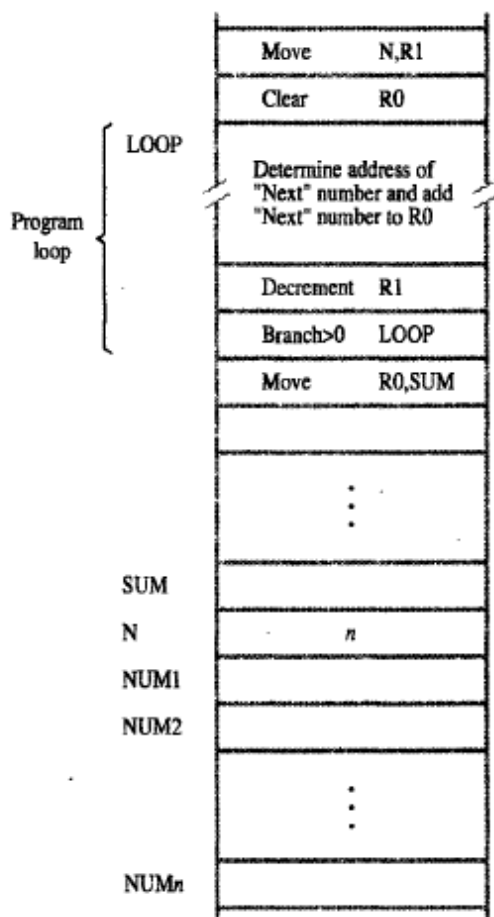 Move N,R1
Clear R0
LOOP
Determine address of
"Next" number and add
"Next" number to R0
Program
loop
Decrement R1
Branch>0 LOOP
Move R0,SUM
SUM
N n
NUM1
NUM2
NUMn